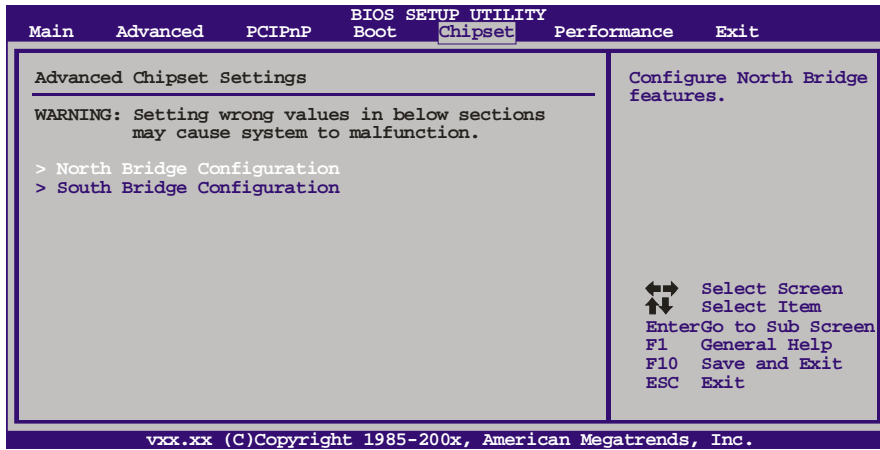 BIOS SETUP UTILITY
Main Advanced PCIPnP Boot Chipset Performance Exit
Advanced Chipset Settings
WARNING: Setting wrong values in below sections
may cause system to malfunction.
> North Bridge Configuration
> South Bridge Configuration
Configure North Bridge
features.
Select Screen
Select Item
EnterGo to Sub Screen
F1 General Help
F10 Save and Exit
ESC Exit
vxx.xx (C)Copyright 1985-200x, American Megatrends, Inc.